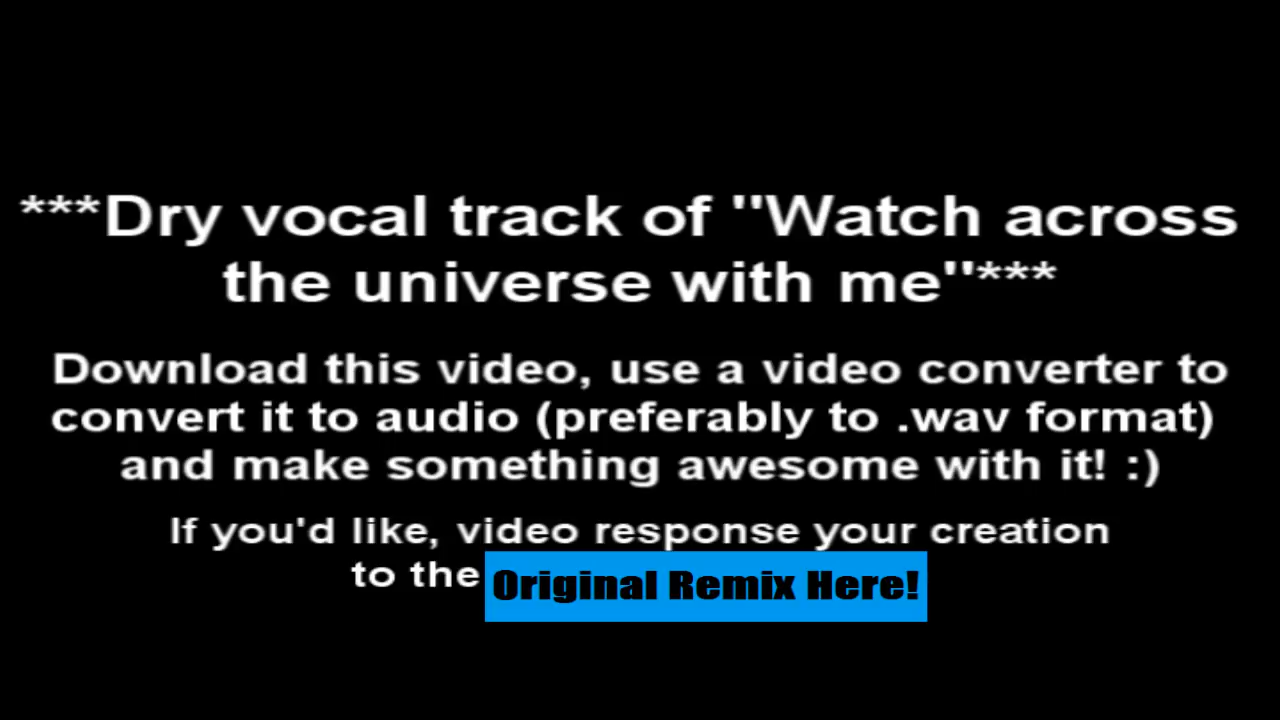 ***Dry vocal track of ''Watch across
the universe with me''***
Download this video, use a video converter to
convert it to audio (preferably to .wav format)
and make something awesome with it! :)
If you'd like, video response your creation
to the Original Remix Here!